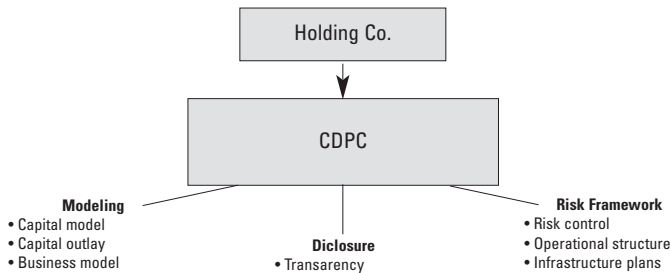 Holding Co.
CDPC
Modeling
• Capital model
• Capital outlay
• Business model
Diclosure
• Transarency
Risk Framework
• Risk control
• Operational structure
• Infrastructure plans